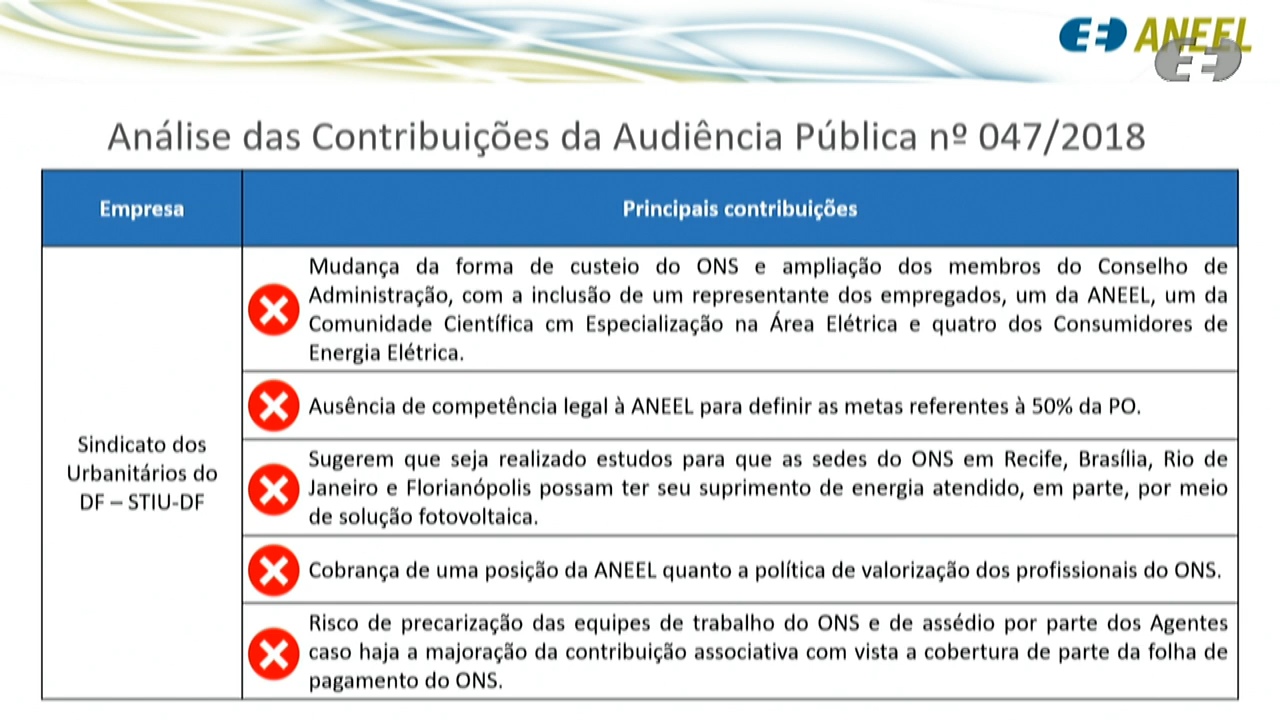 ANEEL
Análise das Contribuições da Audiência Pública nº 047/2018
Empresa
Principais contribuições
Sindicato dos
Urbanitários do
DF – STIU-DF
Mudança da forma de custeio do ONS e ampliação dos membros do Conselho de
Administração, com a inclusão de um representante dos empregados, um da ANEEL, um da
Comunidade Científica cm Especialização na Área Elétrica e quatro dos Consumidores de
Energia Elétrica.
Ausência de competência legal à ANEEL para definir as metas referentes à 50% da PO.
Sugerem que seja realizado estudos para que as sedes do ONS em Recife, Brasília, Rio de
Janeiro e Florianópolis possam ter seu suprimento de energia atendido, em parte, por meio
de solução fotovoltaica.
Cobrança de uma posição da ANEEL quanto a política de valorização dos profissionais do ONS.
Risco de precarização das equipes de trabalho do ONS e de assédio por parte dos Agentes
caso haja a majoração da contribuição associativa com vista a cobertura de parte da folha de
pagamento do ONS.